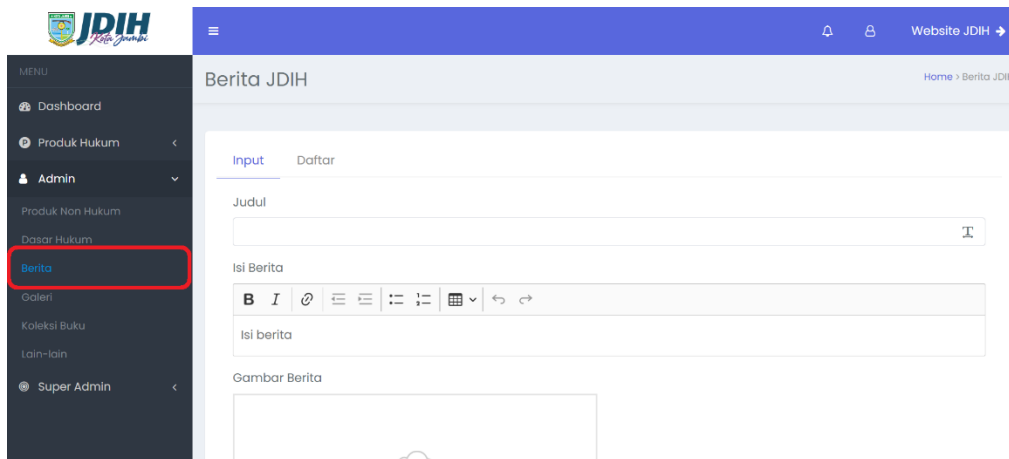 JDIH
Kota Jambi
Website JDIH
MENU
Dashboard
Produk Hukum
Admin
Produk Non Hukum
Dasar Hukum
Berita
Galeri
Koleksi Buku
Lain-lain
Super Admin
Berita JDIH
Home > Berita JDIH
Input Daftar
Judul
Isi Berita
B I
Isi berita
Gambar Berita